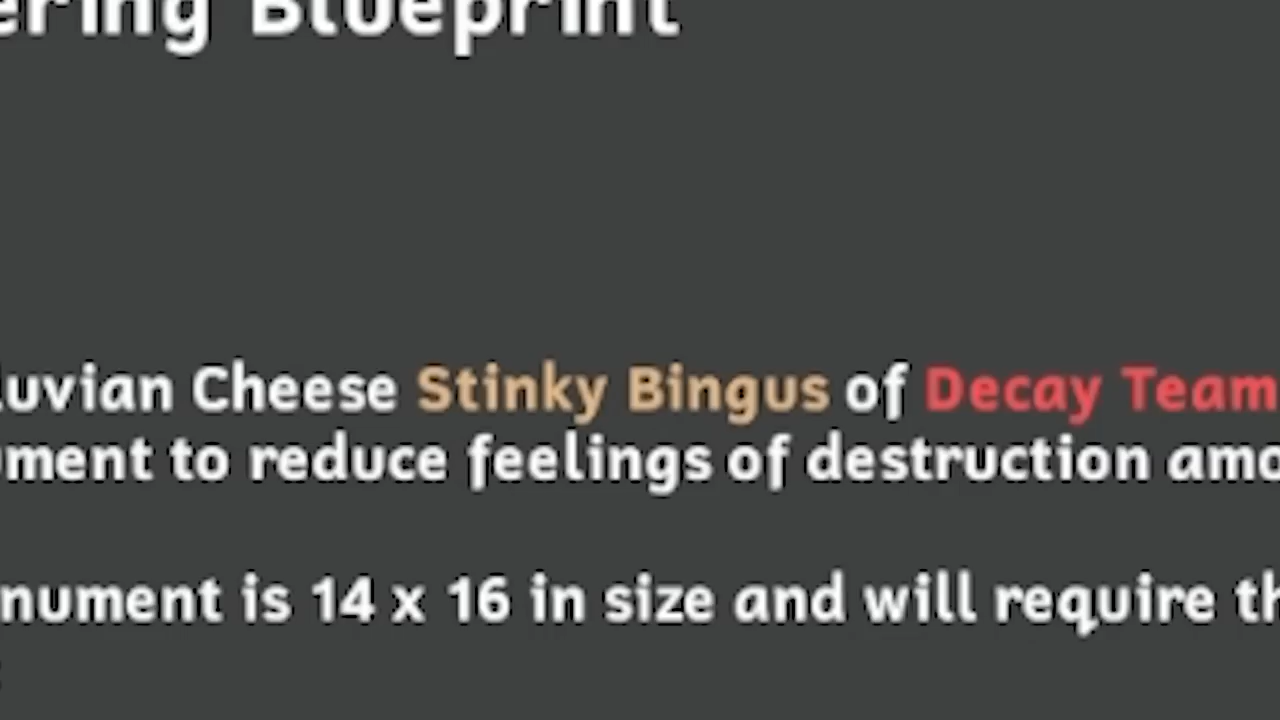 ering Blueprint
luvian Cheese Stinky Bingus of Decay Team
ument to reduce feelings of destruction amo
nument is 14 x 16 in size and will require th